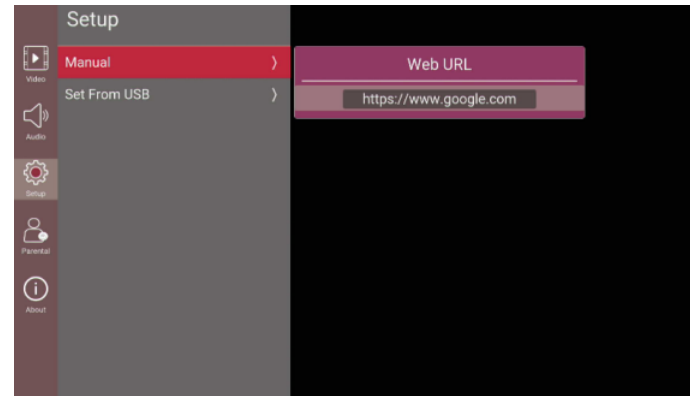 Setup
Video
Audio
Setup
Parental
About
Manual
Set From USB
Web URL
https://www.google.com